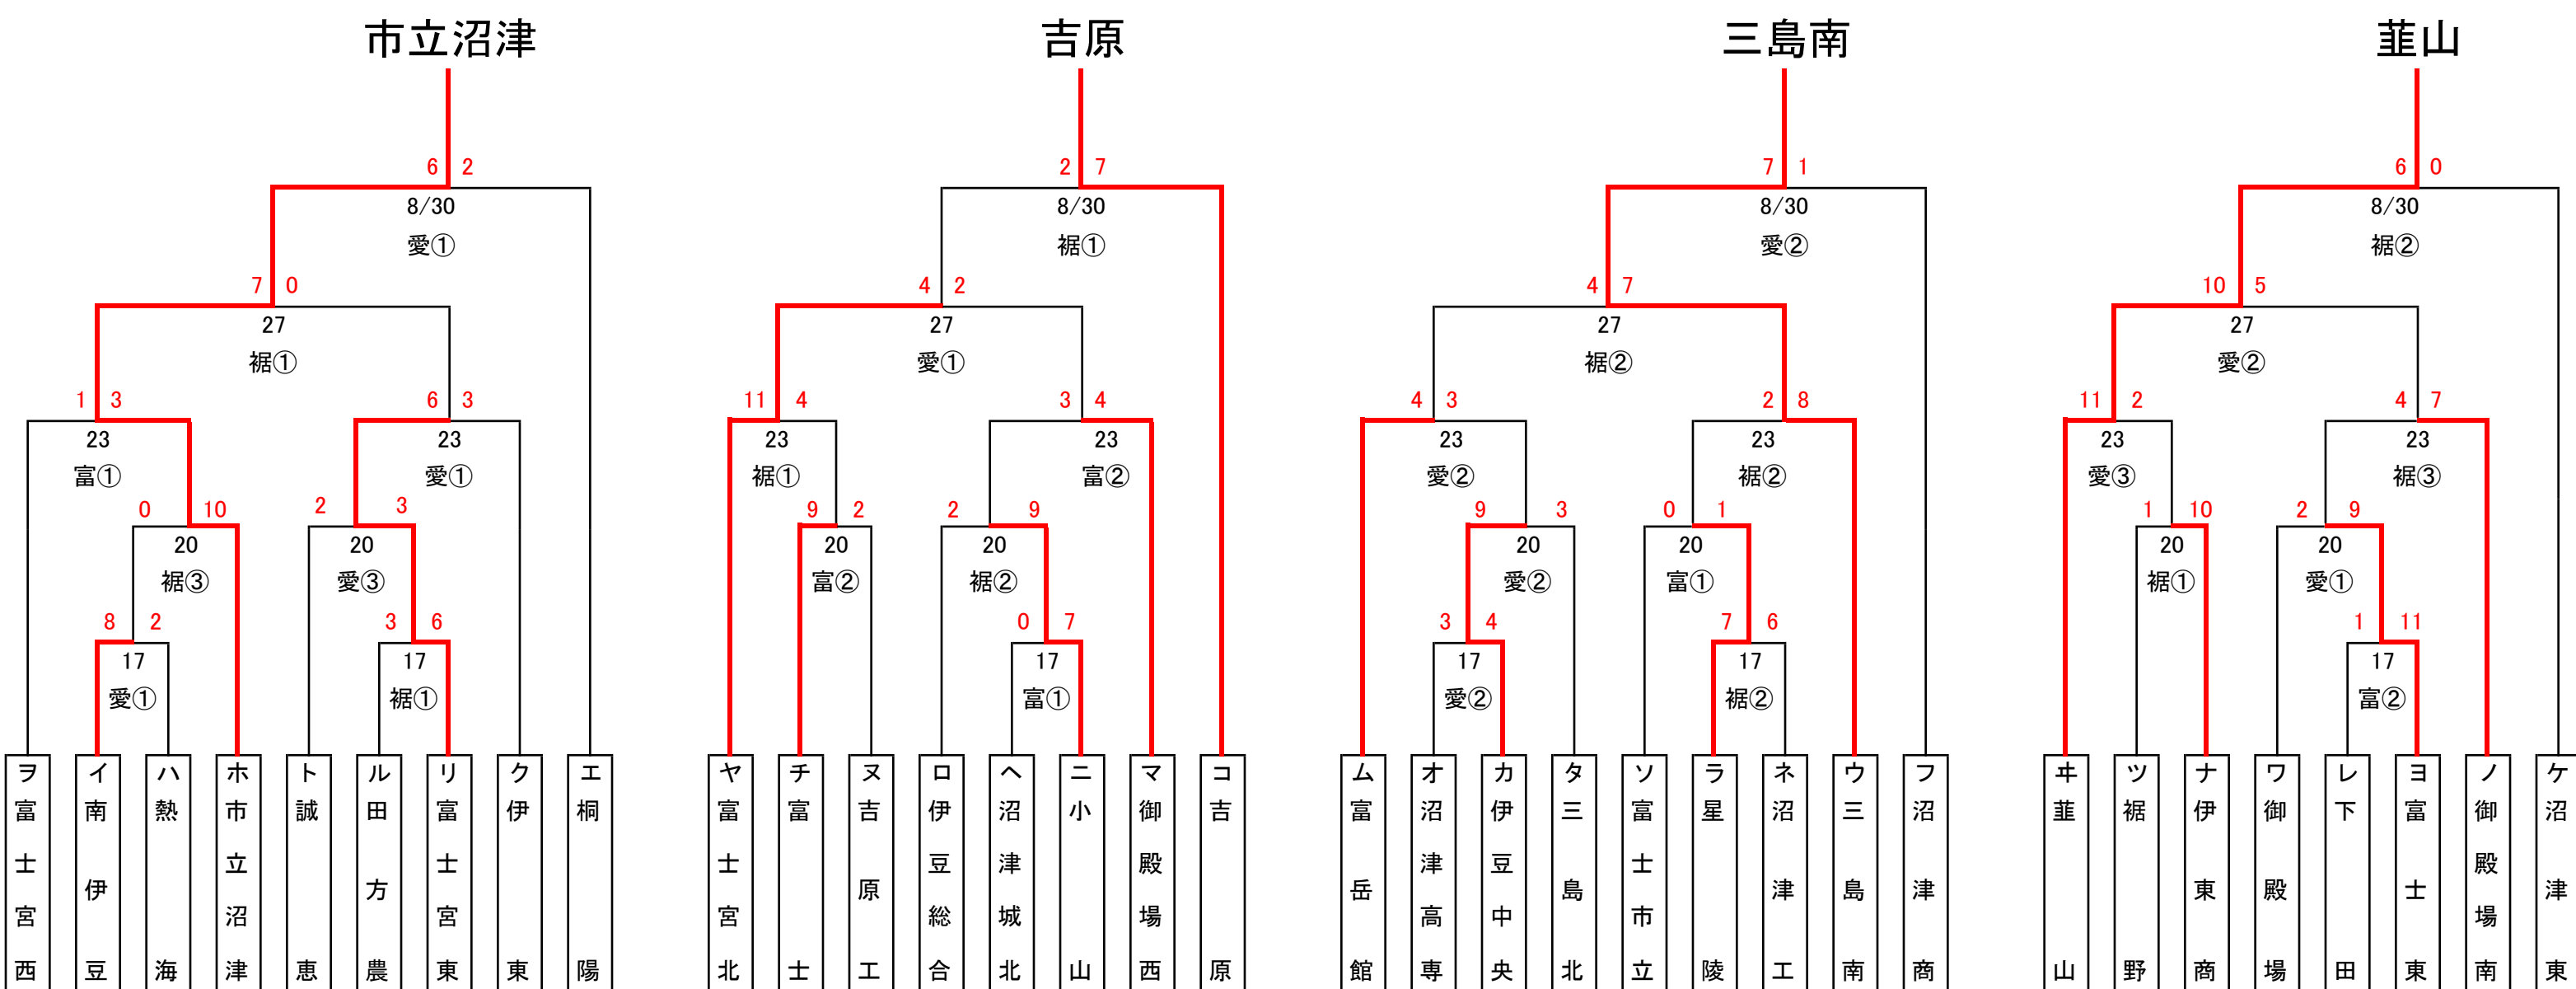 市立沼津 吉原 三島南 韮山
6 2 2 7 7 1 6 0
8/30 8/30 8/30 8/30
愛① 裾① 愛② 裾②
7 0 4 2 4 7 10 5
27 27 27 27
裾① 愛① 裾② 愛②
1 3 6 3 11 4 3 4 4 3 2 8 11 2 4 7
23 23 23 23 23 23 23 23
富① 愛① 裾① 富② 愛② 裾② 愛③ 裾③
0 10 2 3 9 2 2 9 9 3 0 1 1 10 2 9
20 20 20 20 20 20 20 20
裾③ 愛③ 富② 裾② 愛② 富① 裾① 愛①
8 2 3 6 0 7 3 4 7 6 1 11
17 17 17 17 17 17
愛① 裾① 富① 愛② 裾② 富②
ヲ富士宮西
イ南伊豆
ハ熱海
ホ市立沼津
ト誠恵
ル田方農
リ富士宮東
ク伊東
エ桐陽
ヤ富士宮北
チ富士
ヌ吉原工
ロ伊豆総合
ヘ沼津城北
ニ小山
マ御殿場西
コ吉原
ム富岳館
オ沼津高専
カ伊豆中央
タ三島北
ソ富士市立
ラ星陵
ネ沼津工
ウ三島南
フ沼津商
ヰ韮山
ツ裾野
ナ伊東商
ワ御殿場
レ下田
ヨ富士東
ノ御殿場南
ケ沼津東